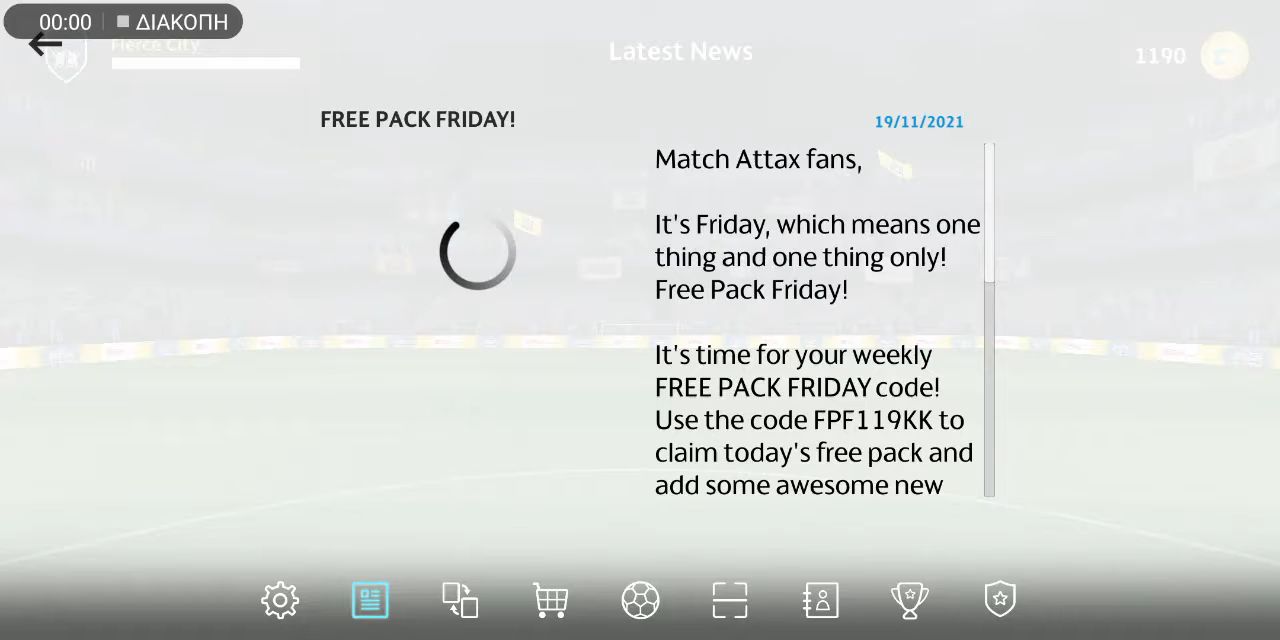 00:00 ΔΙΑΚΟΠΗ
Fierce City
Latest News
1190
FREE PACK FRIDAY!
19/11/2021
Match Attax fans,
It's Friday, which means one
thing and one thing only!
Free Pack Friday!
It's time for your weekly
FREE PACK FRIDAY code!
Use the code FPF119KK to
claim today's free pack and
add some awesome new